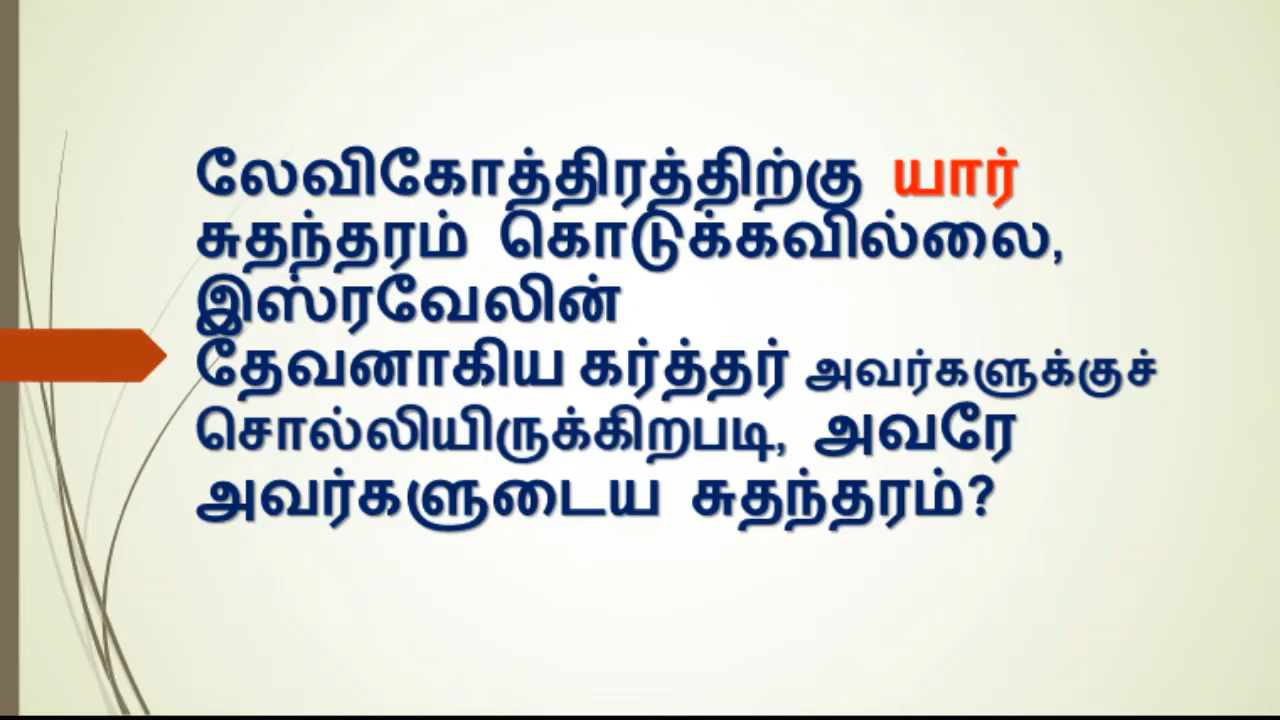 லேவிகோத்திரத்திற்கு யார்
சுதந்தரம் கொடுக்கவில்லை,
இஸ்ரவேலின்
தேவனாகிய கர்த்தர் அவர்களுக்குச்
சொல்லியிருக்கிறபடி, அவரே
அவர்களுடைய சுதந்தரம்?